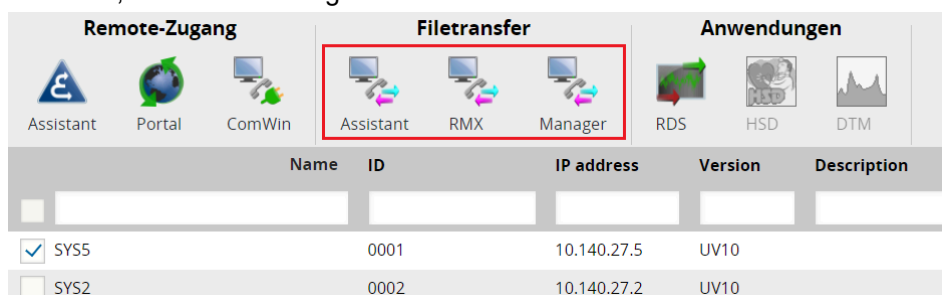 Remote-Zugang Filetransfer Anwendungen
Assistant Portal ComWin Assistant RMX Manager RDS HSD DTM
Name ID IP address Version Description
SYS5 0001 10.140.27.5 UV10
SYS2 0002 10.140.27.2 UV10